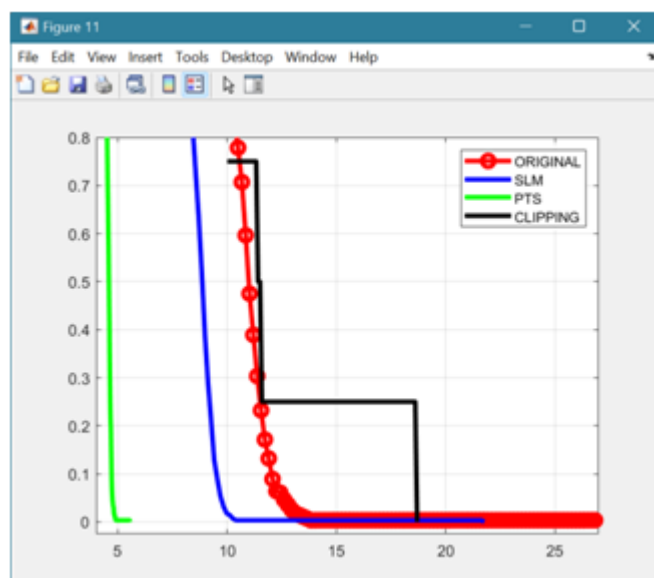 Figure 11
File Edit View Insert Tools Desktop Window Help
0.8
0.7
0.6
0.5
0.4
0.3
0.2
0.1
0
5 10 15 20 25
ORIGINAL
SLM
PTS
CLIPPING